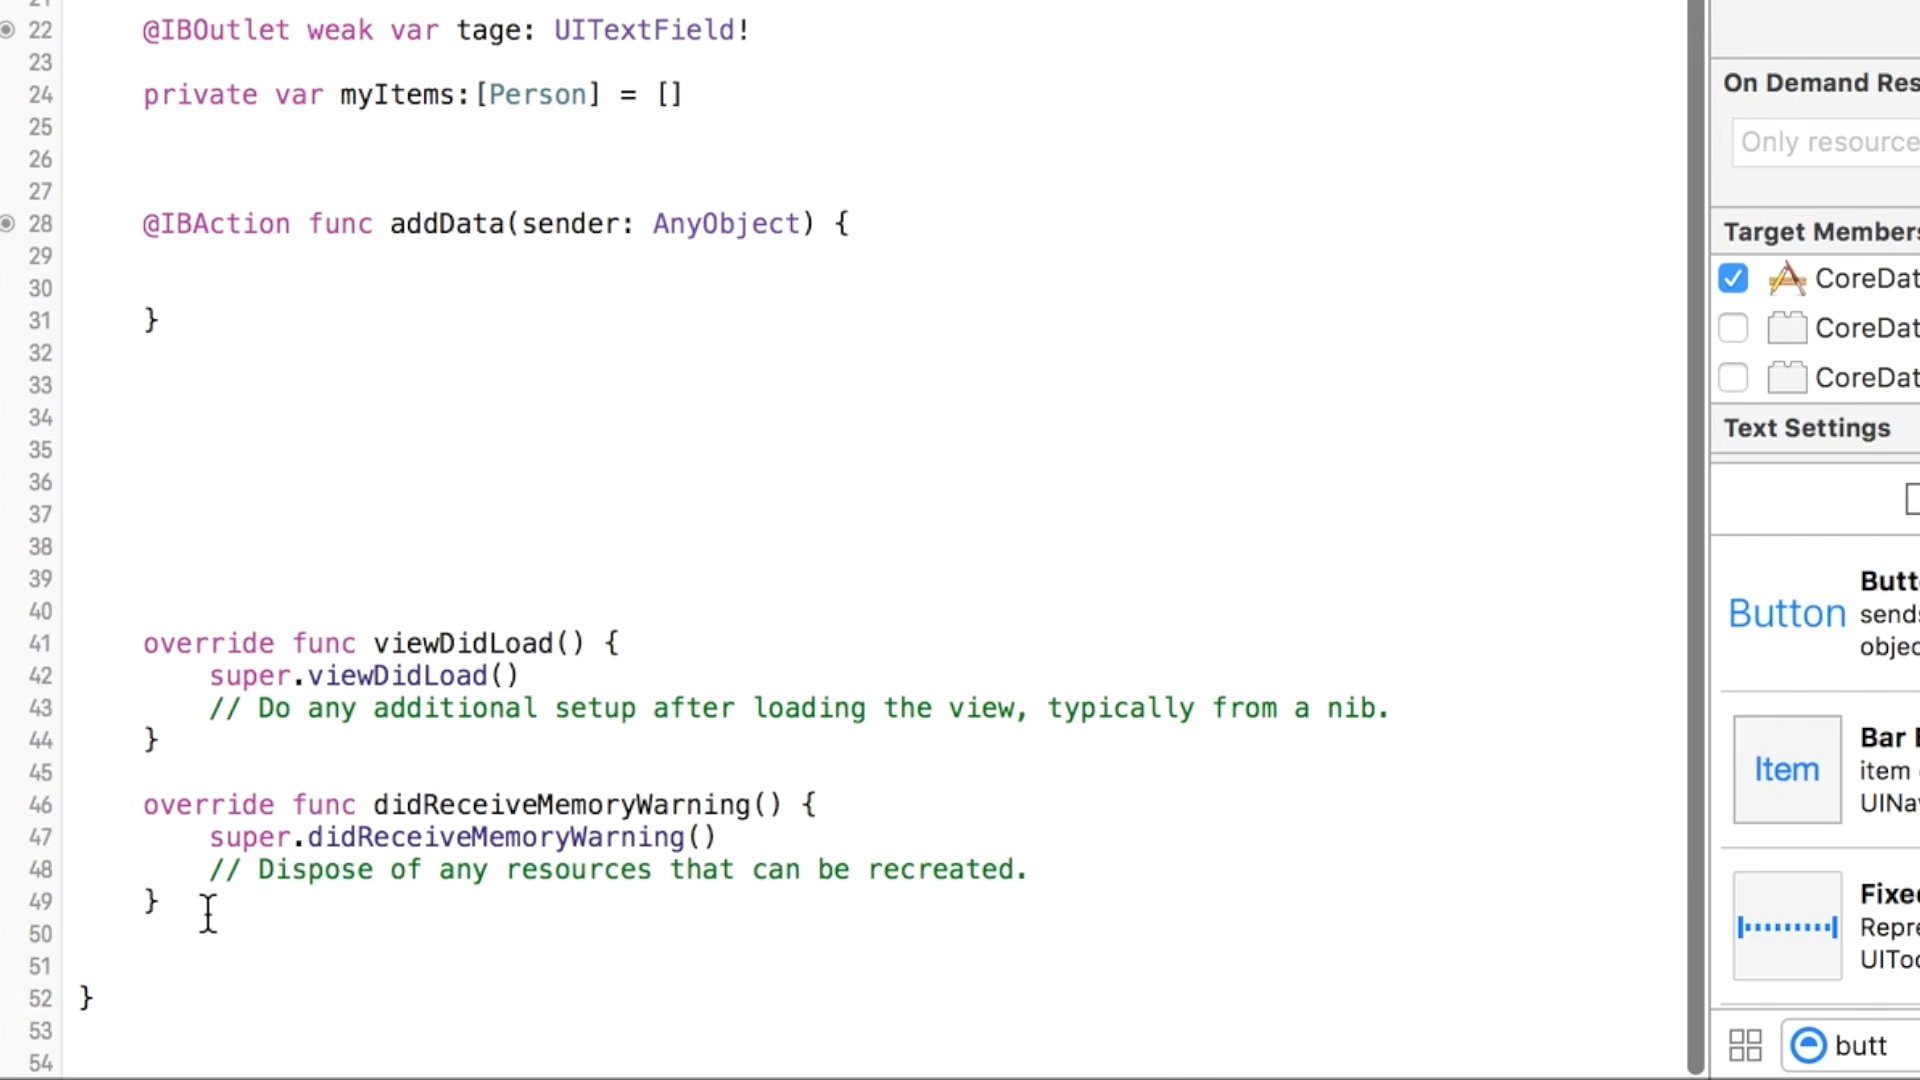 22 @IBOutlet weak var tage: UITextField!
23
24 private var myItems:[Person] = []
25
26
27
28 @IBAction func addData(sender: AnyObject) {
29
30
31 }
32
33
34
35
36
37
38
39
40
41 override func viewDidLoad() {
42 super.viewDidLoad()
43 // Do any additional setup after loading the view, typically from a nib.
44 }
45
46 override func didReceiveMemoryWarning() {
47 super.didReceiveMemoryWarning()
48 // Dispose of any resources that can be recreated.
49 }
50
51
52 }
53
54
On Demand Res
Only resource
Target Members
CoreDat
CoreDat
CoreDat
Text Settings
Button
Butt
sends
objec
Item
Bar
item
UINa
Fixed
Repre
UIToo
butt